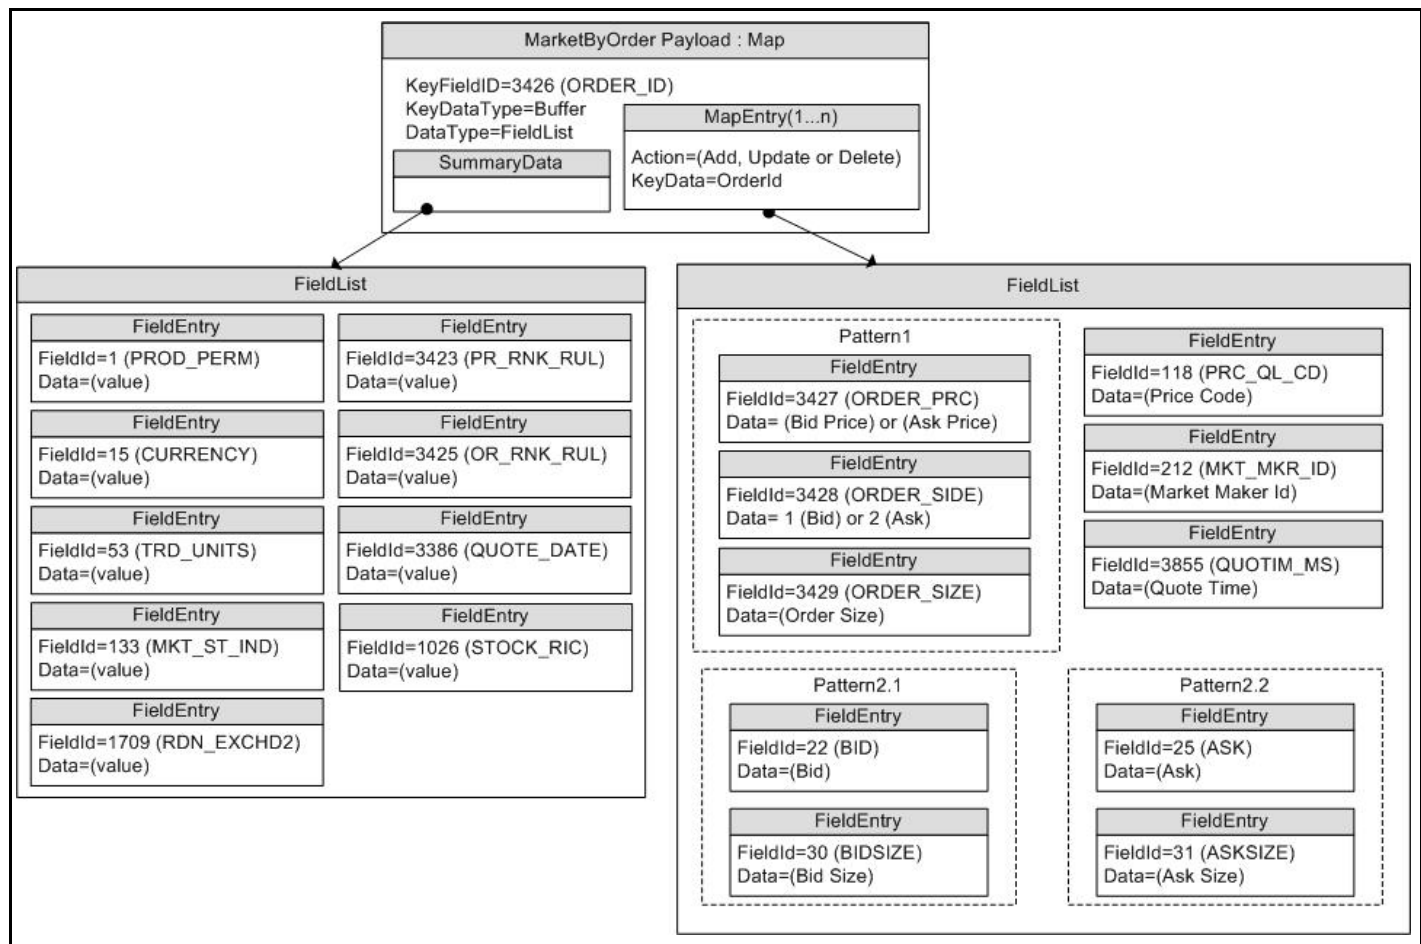 MarketByOrder Payload : Map
KeyFieldID=3426 (ORDER_ID)
KeyDataType=Buffer
DataType=FieldList
SummaryData
MapEntry(1...n)
Action=(Add, Update or Delete)
KeyData=OrderId
FieldList
FieldEntry
FieldId=1 (PROD_PERM)
Data=(value)
FieldEntry
FieldId=15 (CURRENCY)
Data=(value)
FieldEntry
FieldId=53 (TRD_UNITS)
Data=(value)
FieldEntry
FieldId=133 (MKT_ST_IND)
Data=(value)
FieldEntry
FieldId=1709 (RDN_EXCHD2)
Data=(value)
FieldEntry
FieldId=3423 (PR_RNK_RUL)
Data=(value)
FieldEntry
FieldId=3425 (OR_RNK_RUL)
Data=(value)
FieldEntry
FieldId=3386 (QUOTE_DATE)
Data=(value)
FieldEntry
FieldId=1026 (STOCK_RIC)
Data=(value)
FieldList
Pattern1
FieldEntry
FieldId=3427 (ORDER_PRC)
Data= (Bid Price) or (Ask Price)
FieldEntry
FieldId=3428 (ORDER_SIDE)
Data= 1 (Bid) or 2 (Ask)
FieldEntry
FieldId=3429 (ORDER_SIZE)
Data=(Order Size)
FieldEntry
FieldId=118 (PRC_QL_CD)
Data=(Price Code)
FieldEntry
FieldId=212 (MKT_MKR_ID)
Data=(Market Maker Id)
FieldEntry
FieldId=3855 (QUOTIM_MS)
Data=(Quote Time)
Pattern2.1
FieldEntry
FieldId=22 (BID)
Data=(Bid)
FieldEntry
FieldId=30 (BIDSIZE)
Data=(Bid Size)
Pattern2.2
FieldEntry
FieldId=25 (ASK)
Data=(Ask)
FieldEntry
FieldId=31 (ASKSIZE)
Data=(Ask Size)